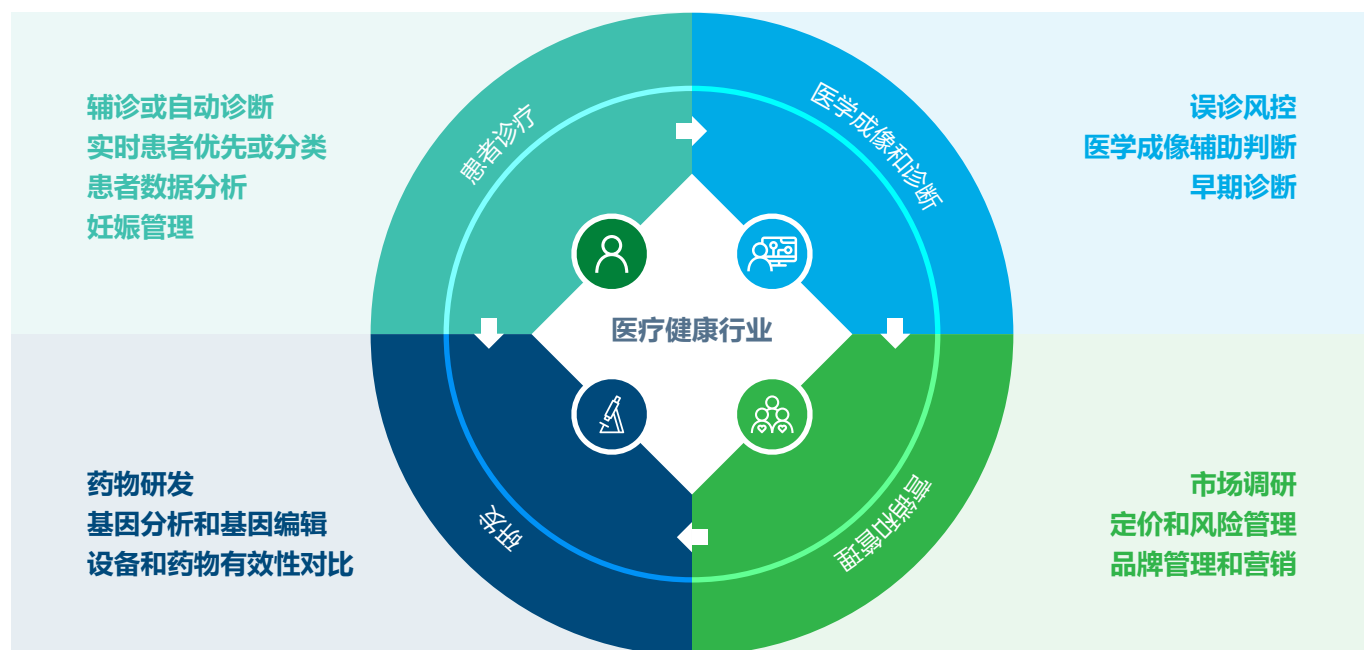 辅诊或自动诊断
实时患者优先或分类
患者数据分析
妊娠管理
患者诊疗
医学成像和诊断
误诊风控
医学成像辅助判断
早期诊断
医疗健康行业
药物研发
基因分析和基因编辑
设备和药物有效性对比
研发
营销和管理
市场调研
定价和风险管理
品牌管理和营销